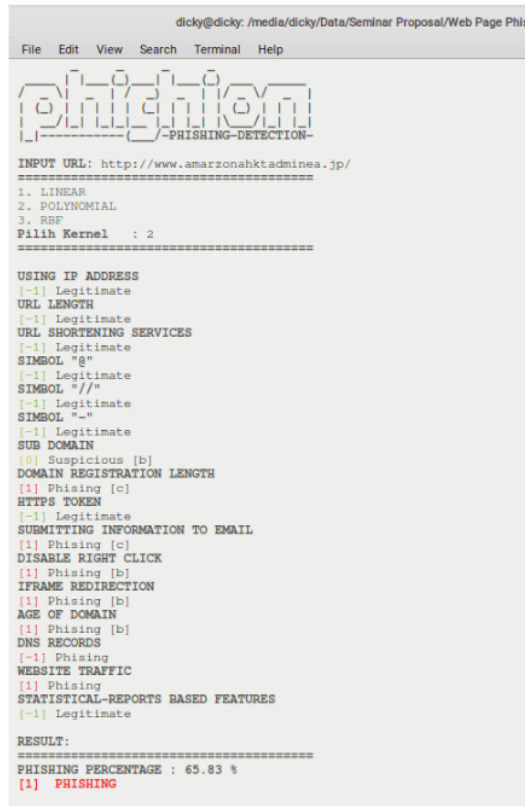 dicky@dicky: /media/dicky/Data/Seminar Proposal/Web Page Phis
File Edit View Search Terminal Help
phishion
-PHISHING-DETECTION-
INPUT URL: http://www.amarzonahktadminea.jp/
========================================
1. LINEAR
2. POLYNOMIAL
3. RBF
Pilih Kernel : 2
========================================
USING IP ADDRESS
[-1] Legitimate
URL LENGTH
[-1] Legitimate
URL SHORTENING SERVICES
[-1] Legitimate
SIMBOL "@"
[-1] Legitimate
SIMBOL "//"
[-1] Legitimate
SIMBOL "-"
[-1] Legitimate
SUB DOMAIN
[0] Suspicious [b]
DOMAIN REGISTRATION LENGTH
[1] Phising [c]
HTTPS TOKEN
[-1] Legitimate
SUBMITTING INFORMATION TO EMAIL
[1] Phising [c]
DISABLE RIGHT CLICK
[1] Phising [b]
IFRAME REDIRECTION
[1] Phising [b]
AGE OF DOMAIN
[1] Phising [b]
DNS RECORDS
[-1] Phising
WEBSITE TRAFFIC
[1] Phising
STATISTICAL-REPORTS BASED FEATURES
[-1] Legitimate
RESULT:
========================================
PHISHING PERCENTAGE : 65.83 %
[1] PHISHING